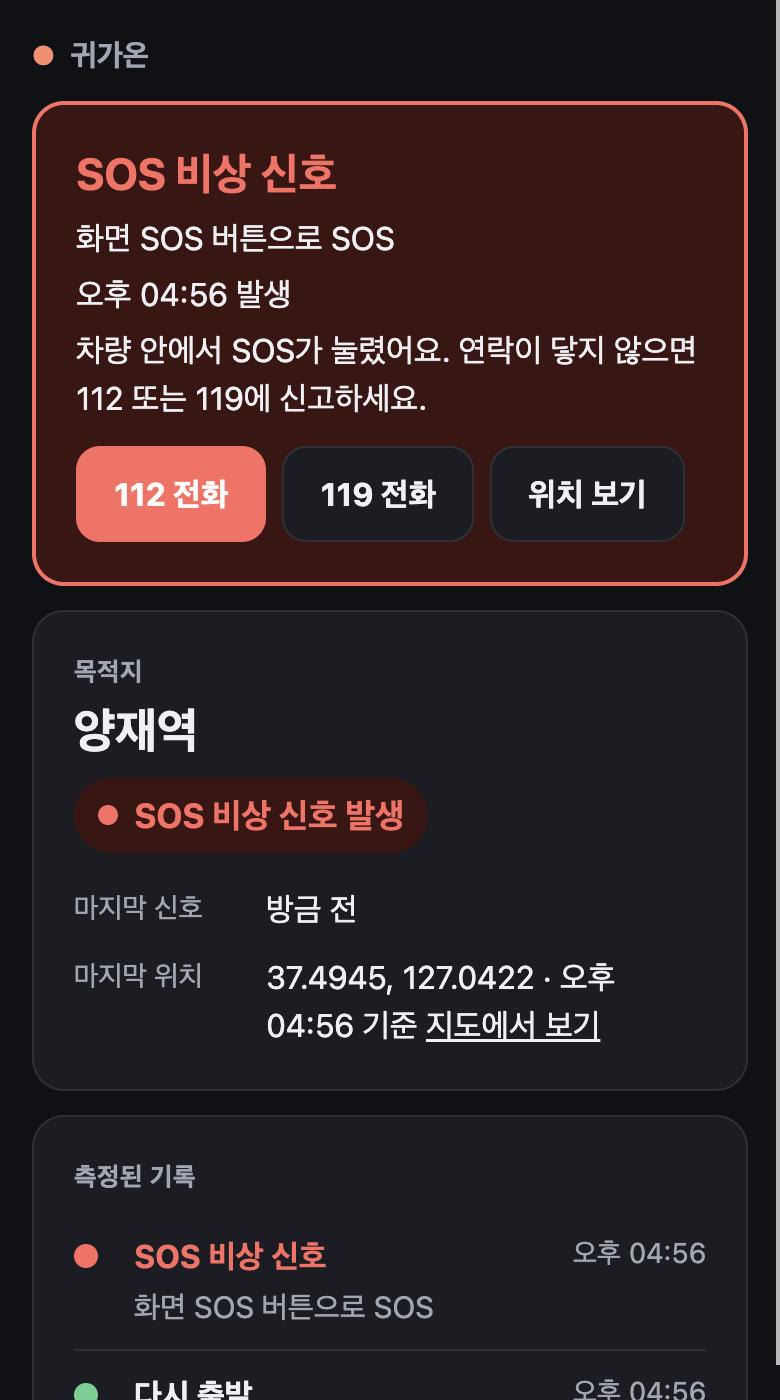 귀가온
SOS 비상 신호
화면 SOS 버튼으로 SOS
오후 04:56 발생
차량 안에서 SOS가 눌렸어요. 연락이 닿지 않으면
112 또는 119에 신고하세요.
112 전화 119 전화 위치 보기
목적지
양재역
SOS 비상 신호 발생
마지막 신호 방금 전
마지막 위치 37.4945, 127.0422 · 오후
04:56 기준 지도에서 보기
측정된 기록
SOS 비상 신호 오후 04:56
화면 SOS 버튼으로 SOS
다시 출발 오후 04:56